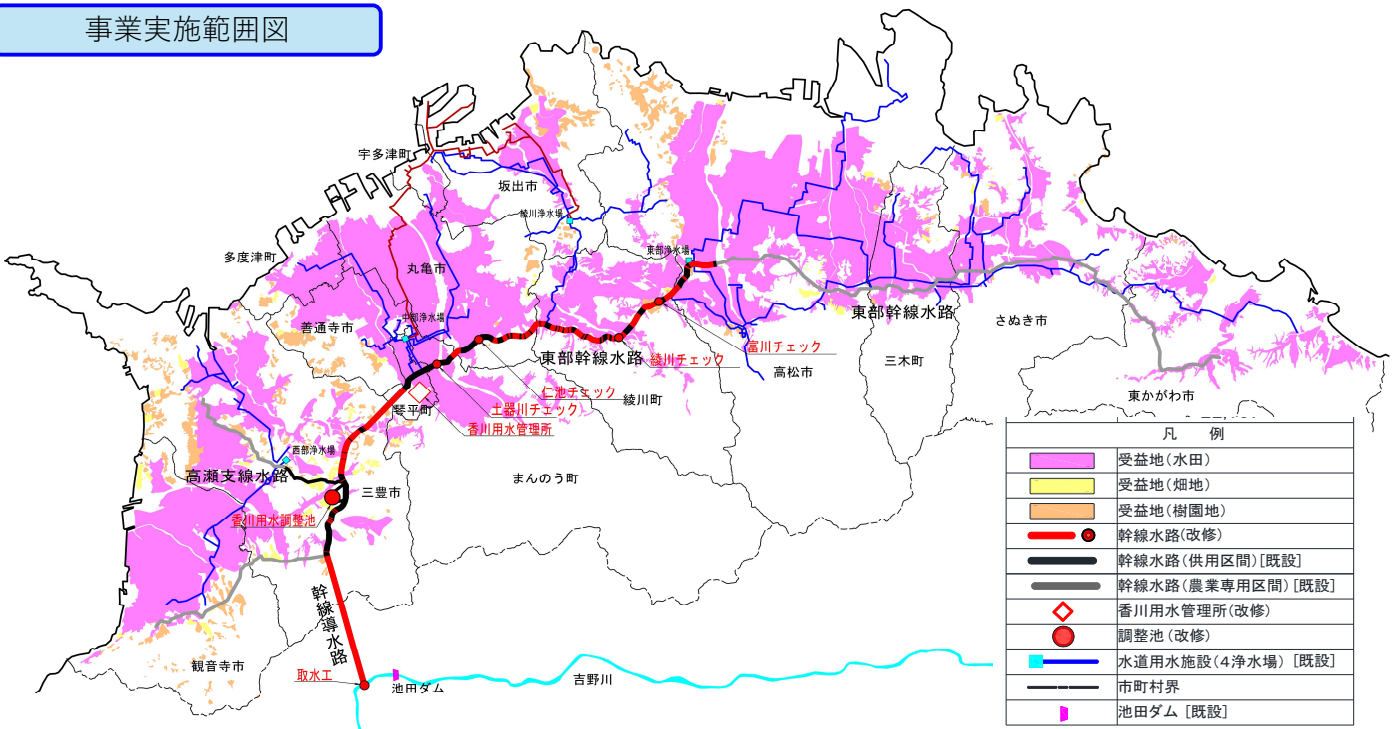 事業実施範囲図
宇多津町
坂出市
綾川浄水場
多度津町
丸亀市
東部浄水場
善通寺市
中部浄水場
東部幹線水路
さぬき市
東部幹線水路
綾川チェック
富川チェック
高松市
三木町
仁池チェック
綾川町
東かがわ市
琴平町
土器川チェック
香川用水管理所
西部浄水場
高瀬支線水路
三豊市
まんのう町
香川用水調整池
幹線導水路
観音寺市
取水工
池田ダム
吉野川
凡 例
受益地(水田)
受益地(畑地)
受益地(樹園地)
幹線水路(改修)
幹線水路(供用区間)[既設]
幹線水路(農業専用区間)[既設]
香川用水管理所(改修)
調整池(改修)
水道用水施設(4浄水場) [既設]
市町村界
池田ダム [既設]